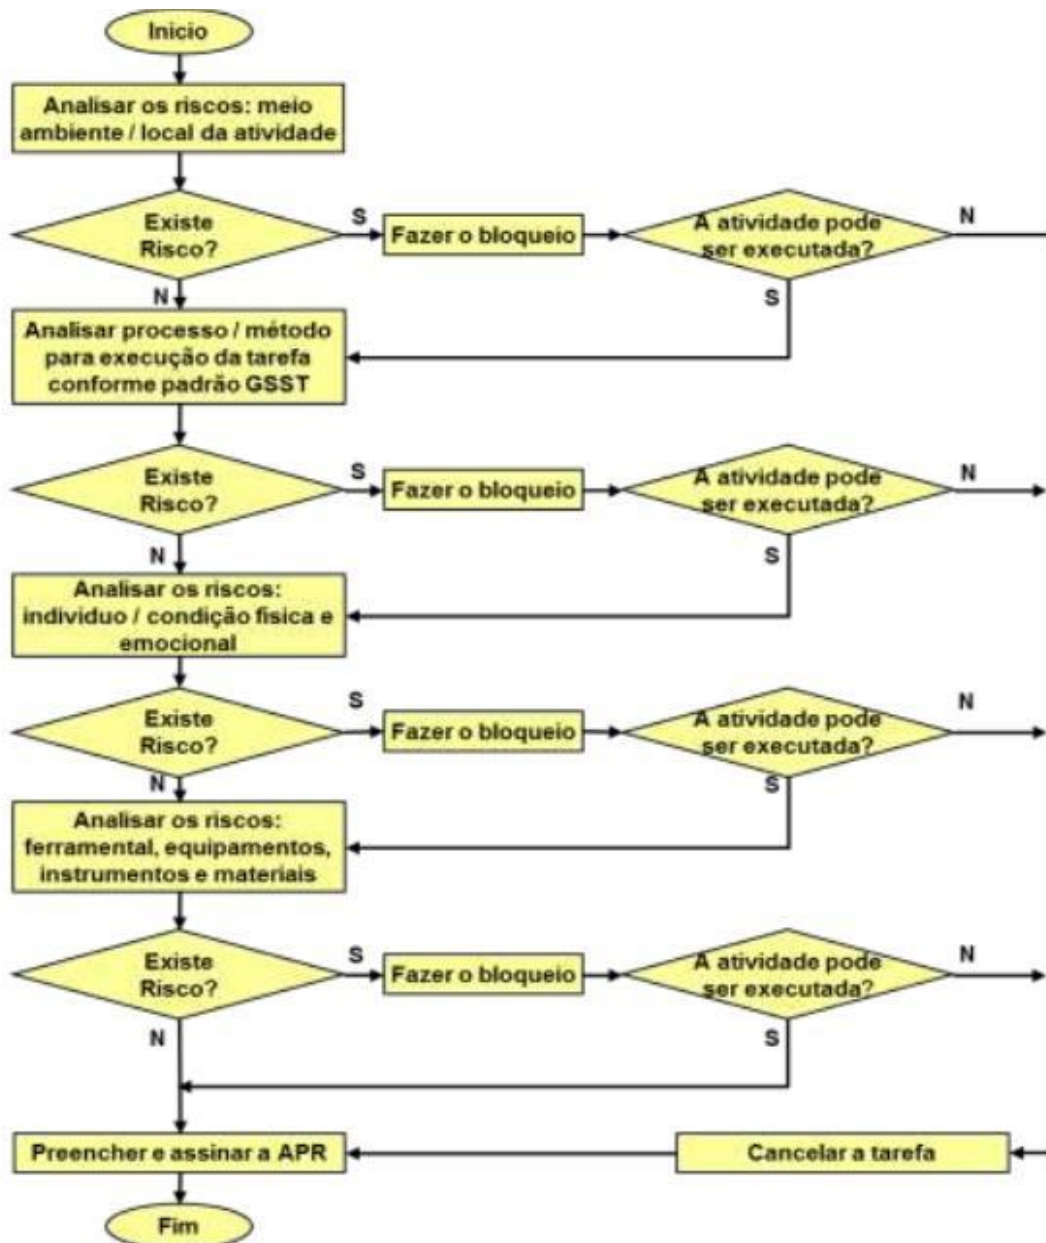 Inicio
Analisar os riscos: meio
ambiente / local da atividade
Existe
Risco?
S
Fazer o bloqueio
A atividade pode
ser executada?
N
N
S
Analisar processo / método
para execução da tarefa
conforme padrão GSST
Existe
Risco?
S
Fazer o bloqueio
A atividade pode
ser executada?
N
N
S
Analisar os riscos:
individuo / condição fisica e
emocional
Existe
Risco?
S
Fazer o bloqueio
A atividade pode
ser executada?
N
N
S
Analisar os riscos:
ferramental, equipamentos,
instrumentos e materiais
Existe
Risco?
S
Fazer o bloqueio
A atividade pode
ser executada?
N
N
S
Preencher e assinar a APR
Cancelar a tarefa
Fim